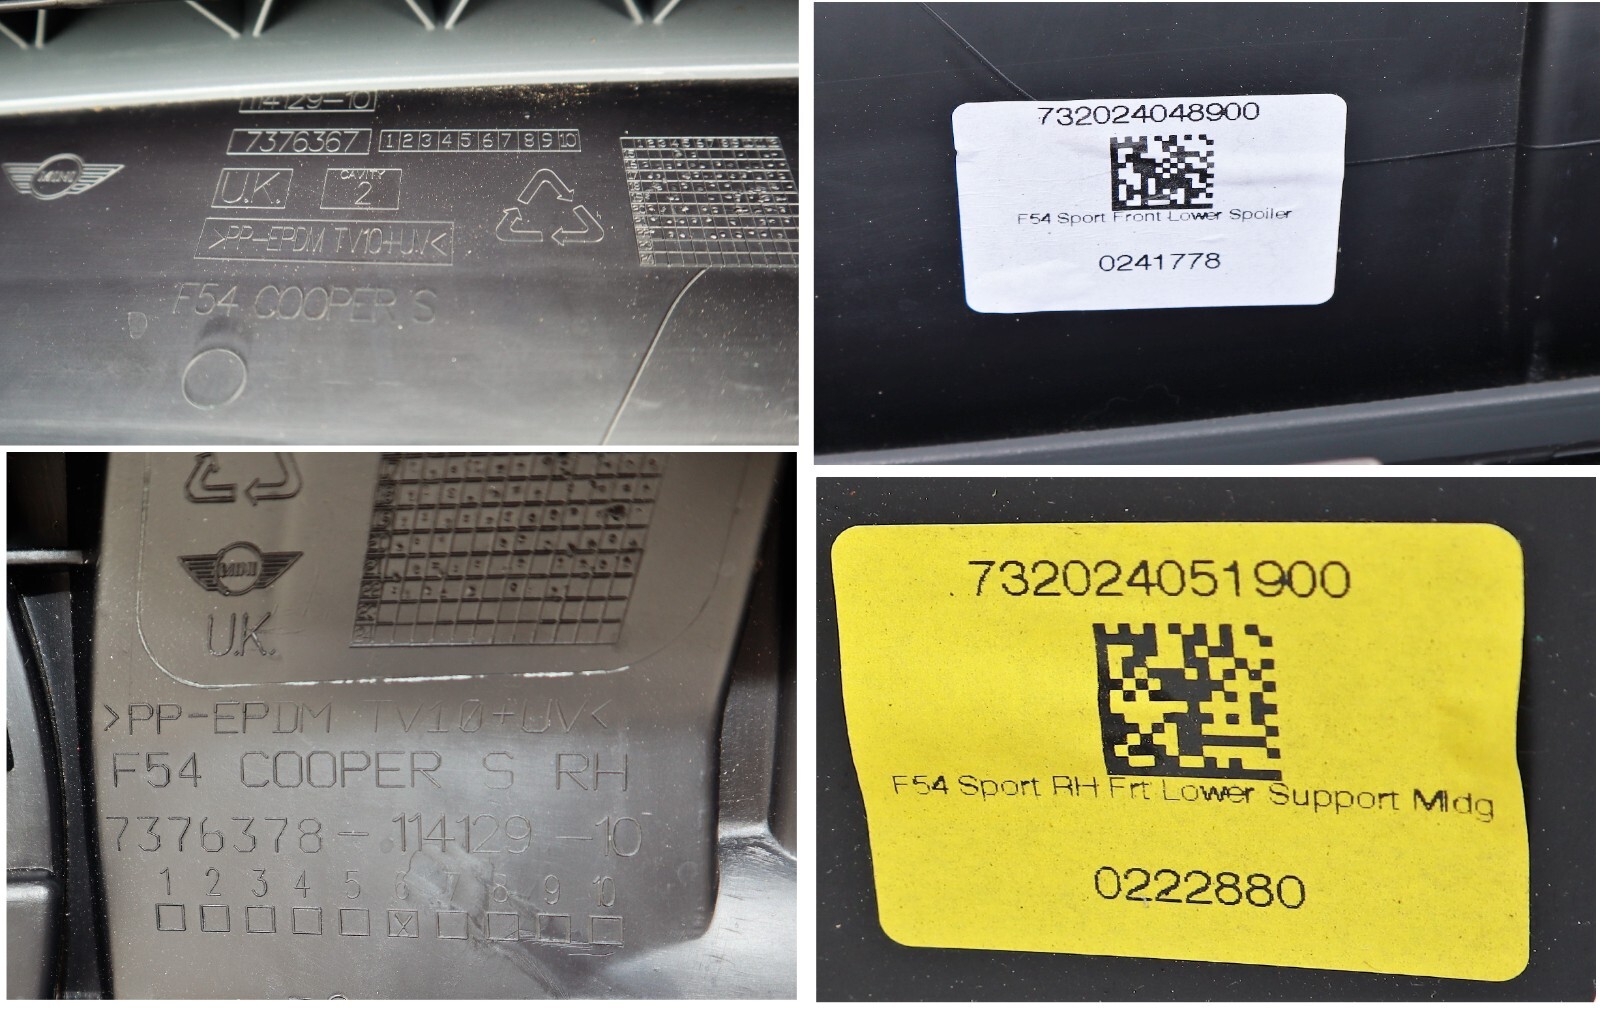 114129-10
7376367
1 2 3 4 5 6 7 8 9 10
MINI
U.K.
CAVITY
2
>PP-EPDM TV10+UV<
F54 COOPER S
732024048900
F54 Sport Front Lower Spoiler
0241778
MINI
U.K.
>PP-EPDM TV10+UV<
F54 COOPER S RH
7376378-114129-10
1 2 3 4 5 6 7 8 9 10
732024051900
F54 Sport RH Frt Lower Support Mldg
0222880